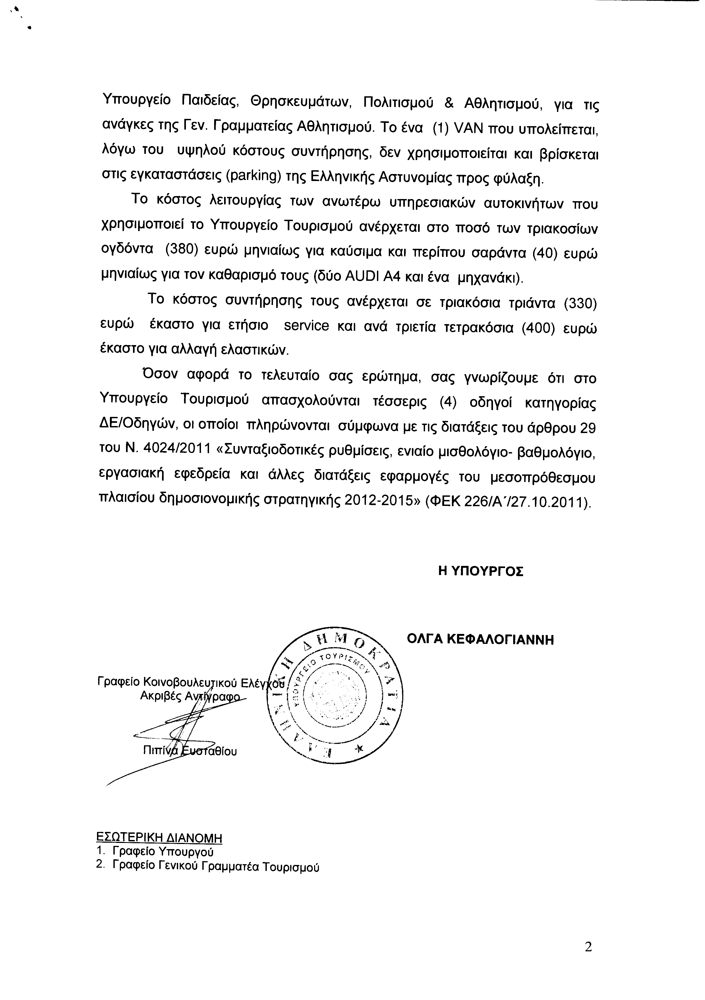 Υπουργείο Παιδείας, Θρησκευμάτων, Πολιτισμού & Αθλητισμού, για τις
ανάγκες της Γεν. Γραμματείας Αθλητισμού. Το ένα (1) VAN που υπολείπεται,
λόγω του υψηλού κόστους συντήρησης, δεν χρησιμοποιείται και βρίσκεται
στις εγκαταστάσεις (parking) της Ελληνικής Αστυνομίας προς φύλαξη.
Το κόστος λειτουργίας των ανωτέρω υπηρεσιακών αυτοκινήτων που
χρησιμοποιεί το Υπουργείο Τουρισμού ανέρχεται στο ποσό των τριακοσίων
ογδόντα (380) ευρώ μηνιαίως για καύσιμα και περίπου σαράντα (40) ευρώ
μηνιαίως για τον καθαρισμό τους (δύο AUDI A4 και ένα μηχανάκι).
Το κόστος συντήρησης τους ανέρχεται σε τριακόσια τριάντα (330)
ευρώ έκαστο για ετήσιο service και ανά τριετία τετρακόσια (400) ευρώ
έκαστο για αλλαγή ελαστικών.
Όσον αφορά το τελευταίο σας ερώτημα, σας γνωρίζουμε ότι στο
Υπουργείο Τουρισμού απασχολούνται τέσσερις (4) οδηγοί κατηγορίας
ΔΕ/Οδηγών, οι οποίοι πληρώνονται σύμφωνα με τις διατάξεις του άρθρου 29
του Ν. 4024/2011 «Συνταξιοδοτικές ρυθμίσεις, ενιαίο μισθολόγιο- βαθμολόγιο,
εργασιακή εφεδρεία και άλλες διατάξεις εφαρμογές του μεσοπρόθεσμου
πλαισίου δημοσιονομικής στρατηγικής 2012-2015» (ΦΕΚ 226/Α΄/27.10.2011).
Η ΥΠΟΥΡΓΟΣ
ΟΛΓΑ ΚΕΦΑΛΟΓΙΑΝΝΗ
ΕΛΛΗΝΙΚΗ ΔΗΜΟΚΡΑΤΙΑ
ΥΠΟΥΡΓΕΙΟ ΤΟΥΡΙΣΜΟΥ
Γραφείο Κοινοβουλευτικού Ελέγχου
Ακριβές Αντίγραφο
Πιπίνα Ευσταθίου
ΕΣΩΤΕΡΙΚΗ ΔΙΑΝΟΜΗ
1. Γραφείο Υπουργού
2. Γραφείο Γενικού Γραμματέα Τουρισμού
2